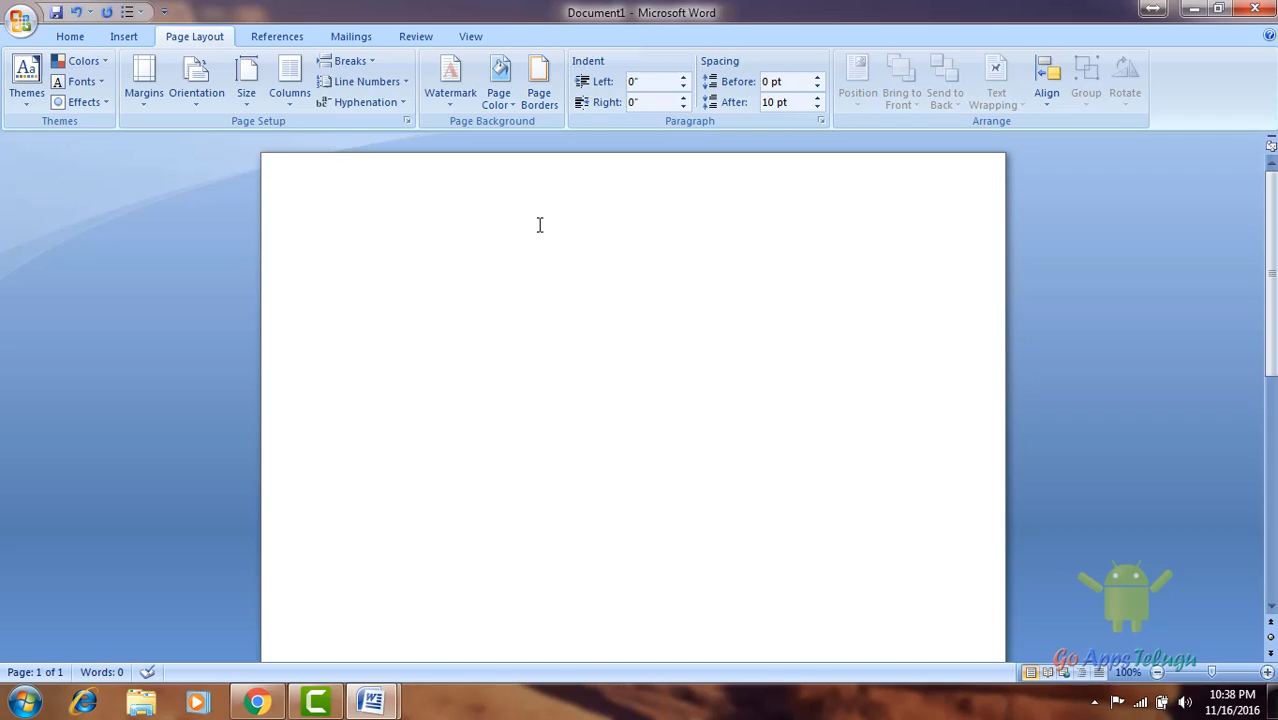 Document1 - Microsoft Word
Home Insert Page Layout References Mailings Review View
Themes
Colors
Fonts
Effects
Themes
Margins
Orientation
Size
Columns
Breaks
Line Numbers
Hyphenation
Page Setup
Watermark
Page Color
Page Borders
Page Background
Indent
Left: 0"
Right: 0"
Spacing
Before: 0 pt
After: 10 pt
Paragraph
Position
Bring to Front
Send to Back
Text Wrapping
Align
Group
Rotate
Arrange
Go Apps Telugu
Page: 1 of 1 Words: 0 100%
10:38 PM
11/16/2016